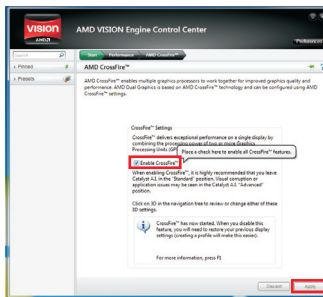 VISION
AMD
AMD VISION Engine Control Center
Preferences
Search
Start Performance AMD CrossFire™
Pinned
Presets
AMD CrossFire™
AMD CrossFire™ enables multiple graphics processors to work together for improved graphics quality and
performance. AMD Dual Graphics is based on AMD CrossFire™ technology and can be configured using AMD
CrossFire™ settings.
CrossFire™ Settings
CrossFire™ delivers exceptional performance on a single display by
combining the processing power of two or more Graphics
Processing Units (GP
Place a check here to enable all CrossFire™ features.
Enable CrossFire™
When enabling CrossFire™, it is highly recommended that you leave
Catalyst A.I. in the "Standard" position. Visual corruption or
application issues may be seen in the Catalyst A.I. "Advanced"
position.
Click on 3D in the navigation tree to review or change either of these
3D settings.
CrossFire™ has now started. When you disable this
feature, you will need to restore your previous display
settings (creating a profile will make this easier).
For more information, press F1
Discard
Apply